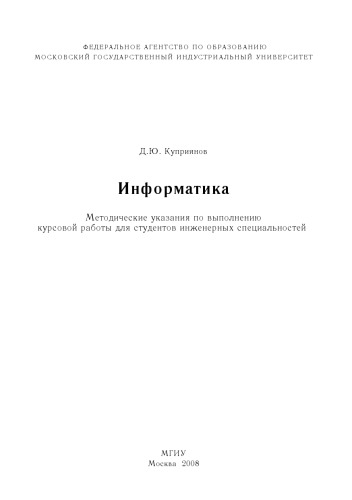 ФЕДЕРАЛЬНОЕ АГЕНТСТВО ПО ОБРАЗОВАНИЮ
МОСКОВСКИЙ ГОСУДАРСТВЕННЫЙ ИНДУСТРИАЛЬНЫЙ УНИВЕРСИТЕТ
Д.Ю. Куприянов
Информатика
Методические указания по выполнению
курсовой работы для студентов инженерных специальностей
МГИУ
Москва 2008